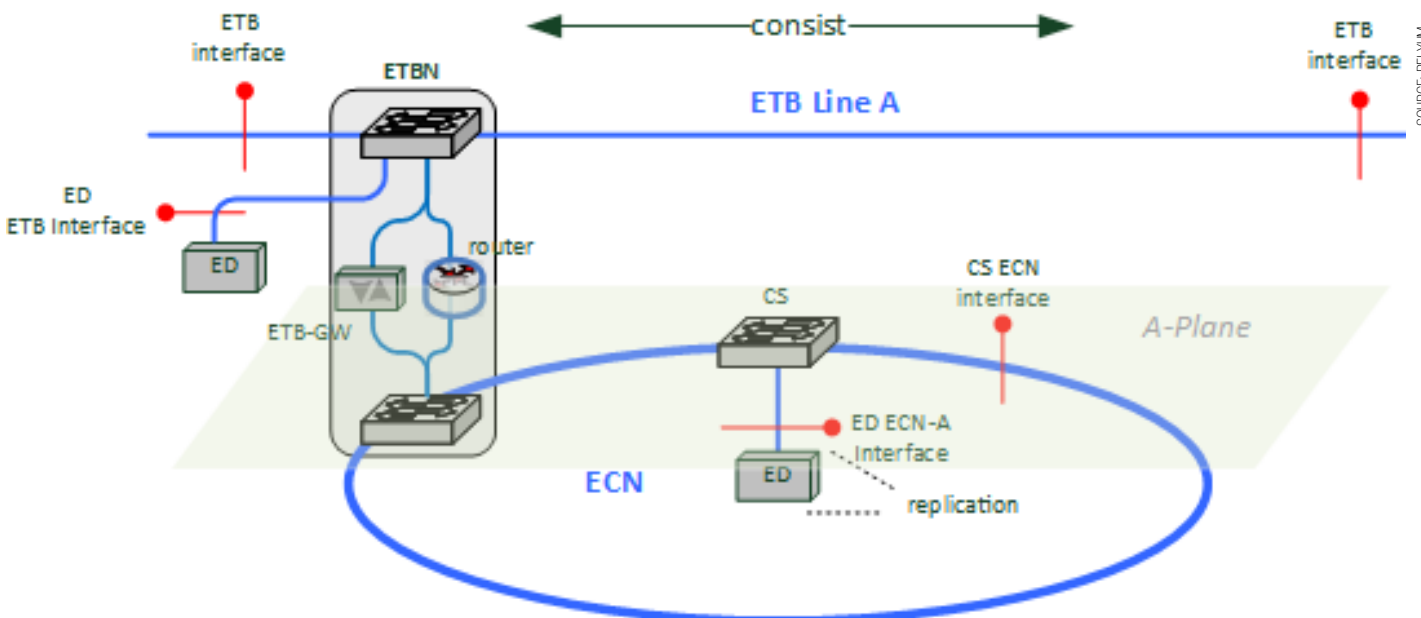 ETB
interface
consist
ETB
interface
ETBN
ETB Line A
ED
ETB Interface
ED
router
CS ECN
interface
CS
A-Plane
ETB-GW
ED ECN-A
Interface
ED
ECN
replication
SOURCE: